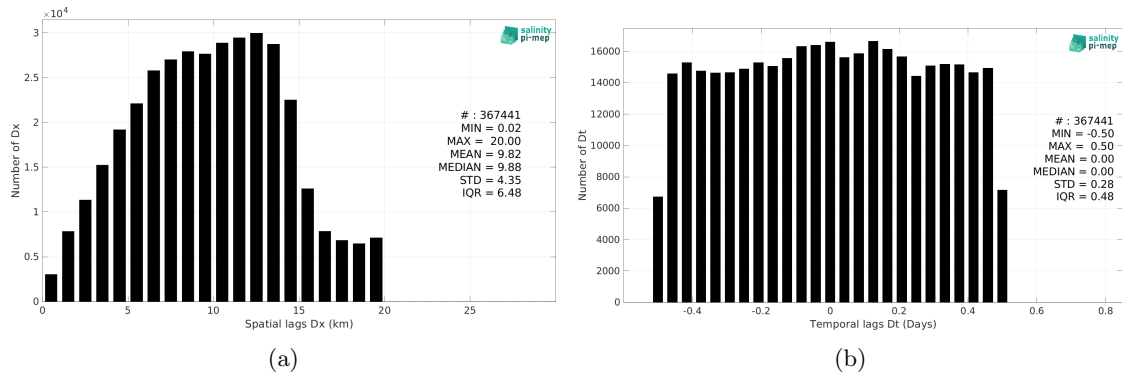 ×10⁴
3
2.5
2
1.5
1
0.5
0
Number of Dx
0 5 10 15 20 25
Spatial lags Dx (km)
salinity
pi-mep
# : 367441
MIN = 0.02
MAX = 20.00
MEAN = 9.82
MEDIAN = 9.88
STD = 4.35
IQR = 6.48
(a)
16000
14000
12000
10000
8000
6000
4000
2000
0
Number of Dt
-0.4 -0.2 0 0.2 0.4 0.6 0.8
Temporal lags Dt (Days)
salinity
pi-mep
# : 367441
MIN = -0.50
MAX = 0.50
MEAN = 0.00
MEDIAN = 0.00
STD = 0.28
IQR = 0.48
(b)